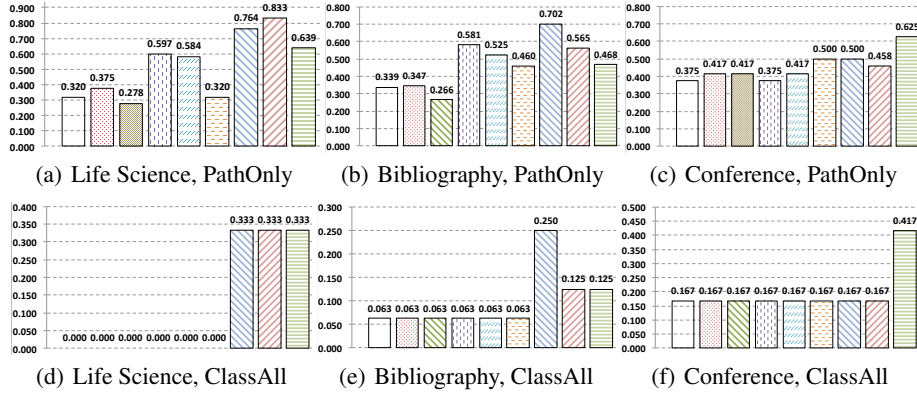 0.900 0.800 0.700 0.600 0.500 0.400 0.300 0.200 0.100 0.000
0.320 0.375 0.278 0.597 0.584 0.320 0.764 0.833 0.639
(a) Life Science, PathOnly
0.800 0.700 0.600 0.500 0.400 0.300 0.200 0.100 0.000
0.339 0.347 0.266 0.581 0.525 0.460 0.702 0.565 0.468
(b) Bibliography, PathOnly
0.800 0.700 0.600 0.500 0.400 0.300 0.200 0.100 0.000
0.375 0.417 0.417 0.375 0.417 0.500 0.500 0.458 0.625
(c) Conference, PathOnly
0.400 0.350 0.300 0.250 0.200 0.150 0.100 0.050 0.000
0.000 0.000 0.000 0.000 0.000 0.000 0.333 0.333 0.333
(d) Life Science, ClassAll
0.300 0.250 0.200 0.150 0.100 0.050 0.000
0.063 0.063 0.063 0.063 0.063 0.063 0.250 0.125 0.125
(e) Bibliography, ClassAll
0.500 0.450 0.400 0.350 0.300 0.250 0.200 0.150 0.100 0.050 0.000
0.167 0.167 0.167 0.167 0.167 0.167 0.167 0.167 0.417
(f) Conference, ClassAll